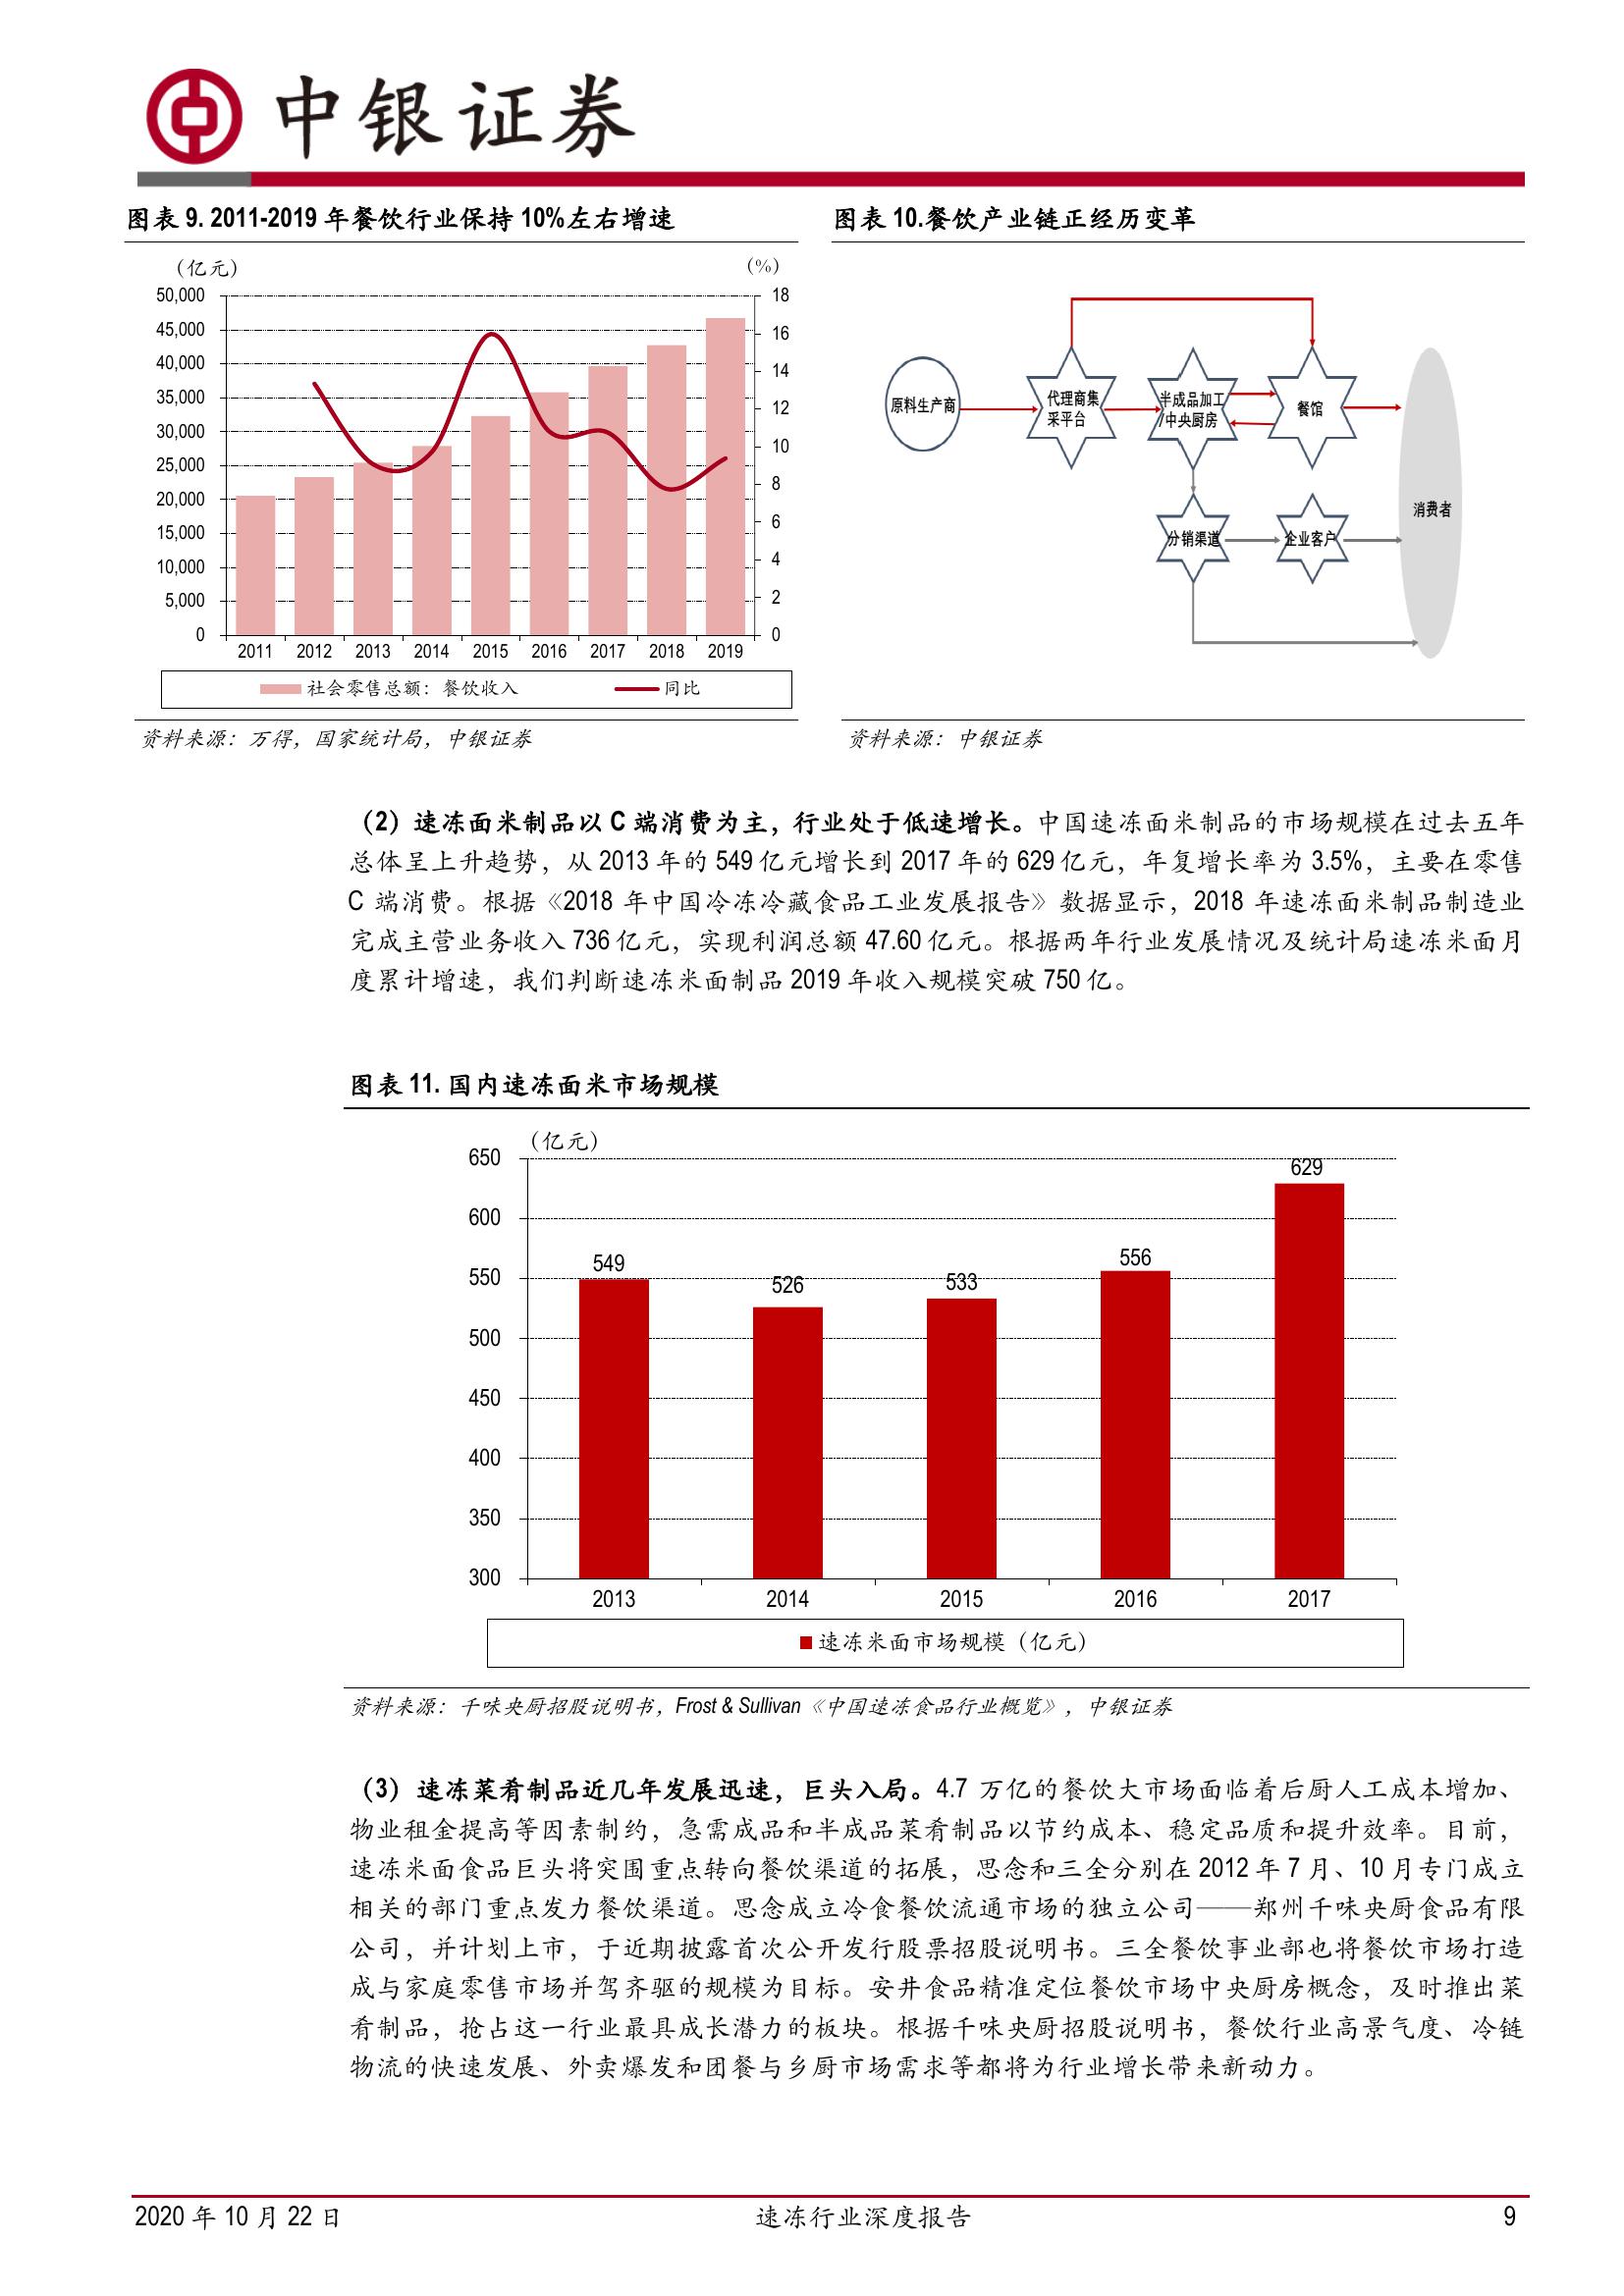 中银证券
图表 9. 2011-2019 年餐饮行业保持 10%左右增速
(亿元)
(%)
50,000
45,000
40,000
35,000
30,000
25,000
20,000
15,000
10,000
5,000
0
18
16
14
12
10
8
6
4
2
0
2011 2012 2013 2014 2015 2016 2017 2018 2019
社会零售总额：餐饮收入 同比
资料来源：万得，国家统计局，中银证券
图表 10.餐饮产业链正经历变革
原料生产商
代理商集
采平台
半成品加工
/中央厨房
餐馆
分销渠道
企业客户
消费者
资料来源：中银证券
（2）速冻面米制品以 C 端消费为主，行业处于低速增长。中国速冻面米制品的市场规模在过去五年
总体呈上升趋势，从 2013 年的 549 亿元增长到 2017 年的 629 亿元，年复增长率为 3.5%，主要在零售
C 端消费。根据《2018 年中国冷冻冷藏食品工业发展报告》数据显示，2018 年速冻面米制品制造业
完成主营业务收入 736 亿元，实现利润总额 47.60 亿元。根据两年行业发展情况及统计局速冻米面月
度累计增速，我们判断速冻米面制品 2019 年收入规模突破 750 亿。
图表 11. 国内速冻面米市场规模
（亿元）
650
600
550
500
450
400
350
300
549
526
533
556
629
2013 2014 2015 2016 2017
速冻米面市场规模（亿元）
资料来源：千味央厨招股说明书，Frost & Sullivan《中国速冻食品行业概览》，中银证券
（3）速冻菜肴制品近几年发展迅速，巨头入局。4.7 万亿的餐饮大市场面临着后厨人工成本增加、
物业租金提高等因素制约，急需成品和半成品菜肴制品以节约成本、稳定品质和提升效率。目前，
速冻米面食品巨头将突围重点转向餐饮渠道的拓展，思念和三全分别在 2012 年 7 月、10 月专门成立
相关的部门重点发力餐饮渠道。思念成立冷食餐饮流通市场的独立公司——郑州千味央厨食品有限
公司，并计划上市，于近期披露首次公开发行股票招股说明书。三全餐饮事业部也将餐饮市场打造
成与家庭零售市场并驾齐驱的规模为目标。安井食品精准定位餐饮市场中央厨房概念，及时推出菜
肴制品，抢占这一行业最具成长潜力的板块。根据千味央厨招股说明书，餐饮行业高景气度、冷链
物流的快速发展、外卖爆发和团餐与乡厨市场需求等都将为行业增长带来新动力。
2020 年 10 月 22 日 速冻行业深度报告 9